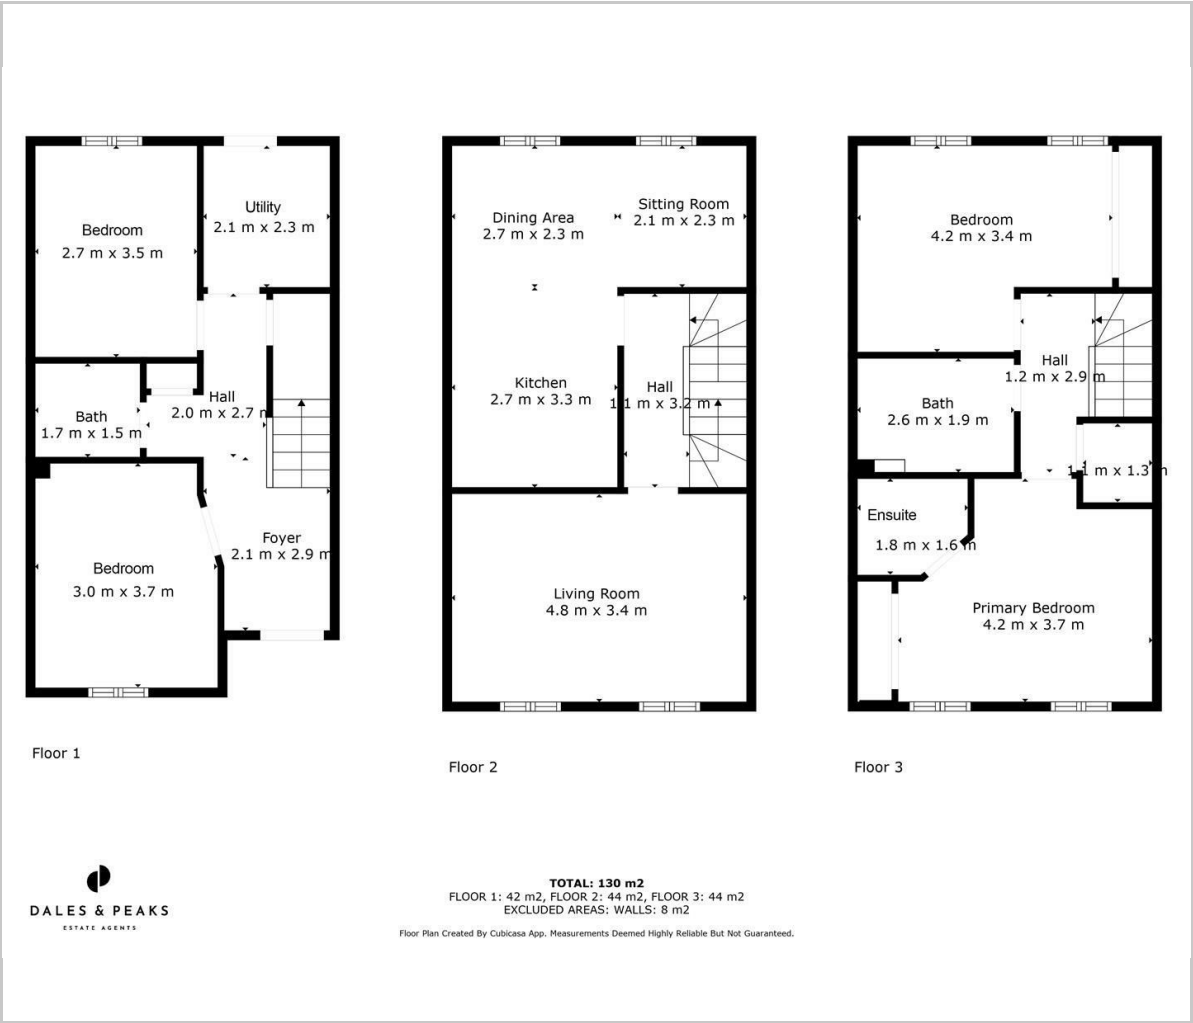 Bedroom
2.7 m x 3.5 m
Utility
2.1 m x 2.3 m
Bath
1.7 m x 1.5 m
Hall
2.0 m x 2.7 m
Bedroom
3.0 m x 3.7 m
Foyer
2.1 m x 2.9 m
Floor 1
Dining Area
2.7 m x 2.3 m
Sitting Room
2.1 m x 2.3 m
Kitchen
2.7 m x 3.3 m
Hall
1.1 m x 3.2 m
Living Room
4.8 m x 3.4 m
Floor 2
Bedroom
4.2 m x 3.4 m
Hall
1.2 m x 2.9 m
Bath
2.6 m x 1.9 m
1.1 m x 1.3 m
Ensuite
1.8 m x 1.6 m
Primary Bedroom
4.2 m x 3.7 m
Floor 3
DALES & PEAKS
ESTATE AGENTS
TOTAL: 130 m2
FLOOR 1: 42 m2, FLOOR 2: 44 m2, FLOOR 3: 44 m2
EXCLUDED AREAS: WALLS: 8 m2
Floor Plan Created By Cubicasa App. Measurements Deemed Highly Reliable But Not Guaranteed.